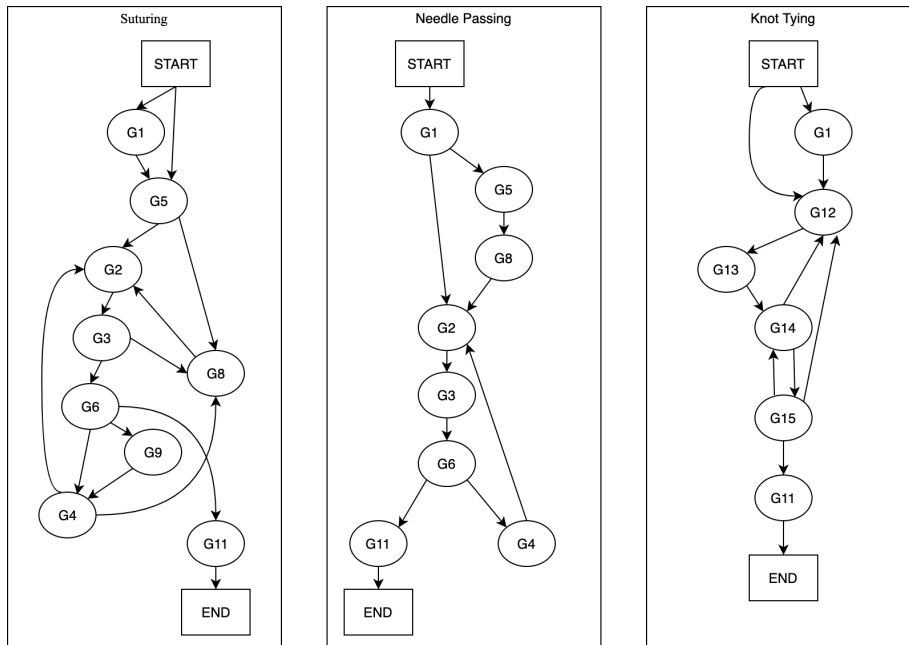 Suturing
START
G1
G5
G2
G3
G8
G6
G9
G4
G11
END
Needle Passing
START
G1
G5
G8
G2
G3
G6
G11
G4
END
Knot Tying
START
G1
G12
G13
G14
G15
G11
END